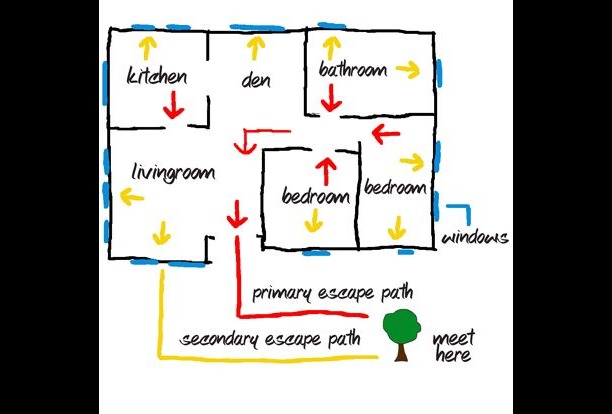 kitchen
den
bathroom
livingroom
bedroom
bedroom
windows
primary escape path
secondary escape path
meet
here